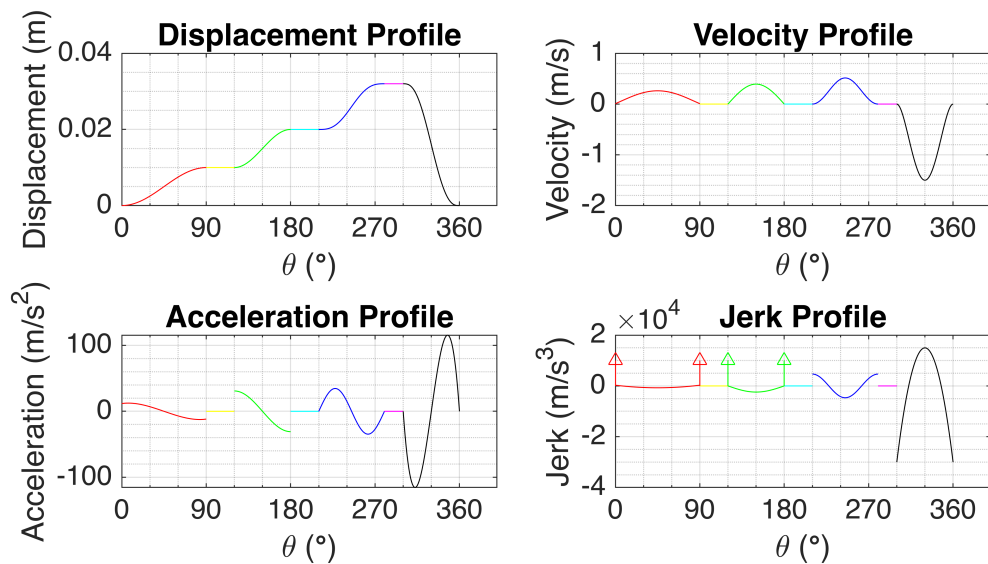 Displacement Profile
Displacement (m)
0.04
0.02
0
0 90 180 270 360
θ (°)
Velocity Profile
Velocity (m/s)
1
0
-1
-2
0 90 180 270 360
θ (°)
Acceleration Profile
Acceleration (m/s²)
100
0
-100
0 90 180 270 360
θ (°)
Jerk Profile
×10⁴
Jerk (m/s³)
2
0
-2
-4
0 90 180 270 360
θ (°)